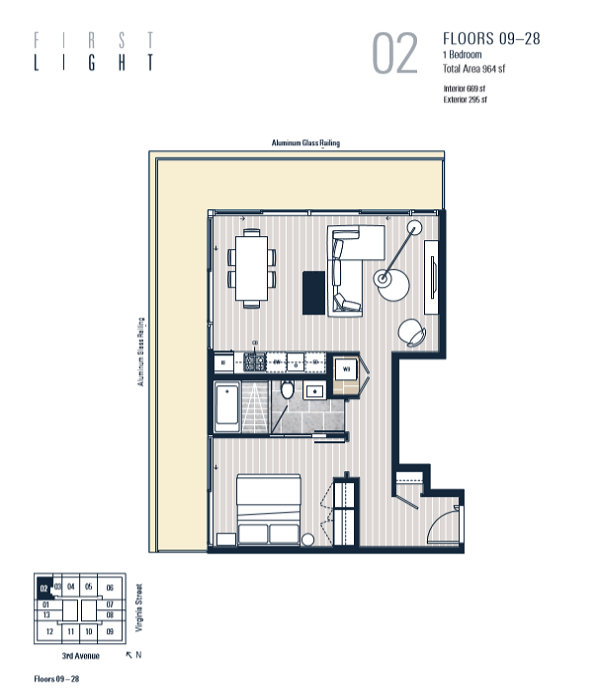 FIRST
LIGHT
02
FLOORS 09–28
1 Bedroom
Total Area 964 sf
Interior 669 sf
Exterior 295 sf
Aluminum Glass Railing
Aluminum Glass Railing
W/D
02 03 04 05 06
01 07
13 08
12 11 10 09
Virginia Street
3rd Avenue
N
Floors 09–28